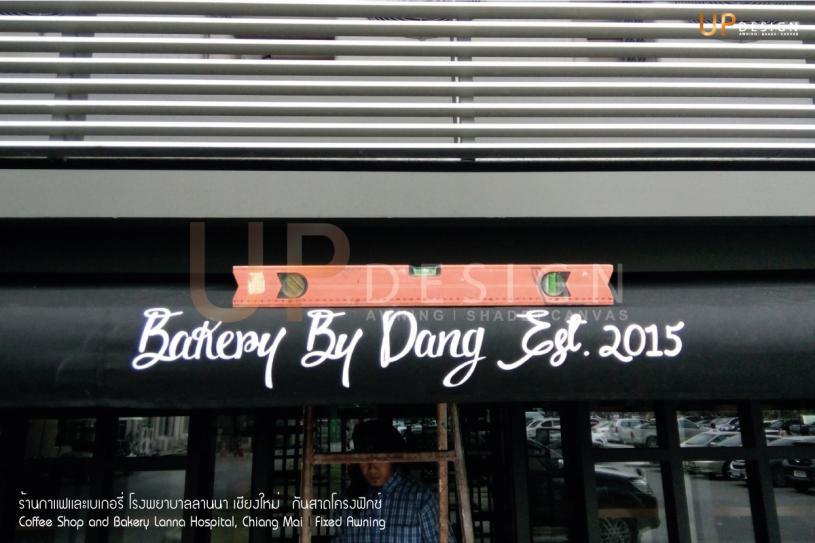 UP DESIGN
AWNING | SHADE | CANVAS
UP DESIGN
AWNING | SHADE | CANVAS
Bakery By Dang Est. 2015
ร้านกาแฟและเบเกอรี่ โรงพยาบาลลานนา เชียงใหม่ กันสาดโครงฟิกซ์
Coffee Shop and Bakery Lanna Hospital, Chiang Mai | Fixed Awning